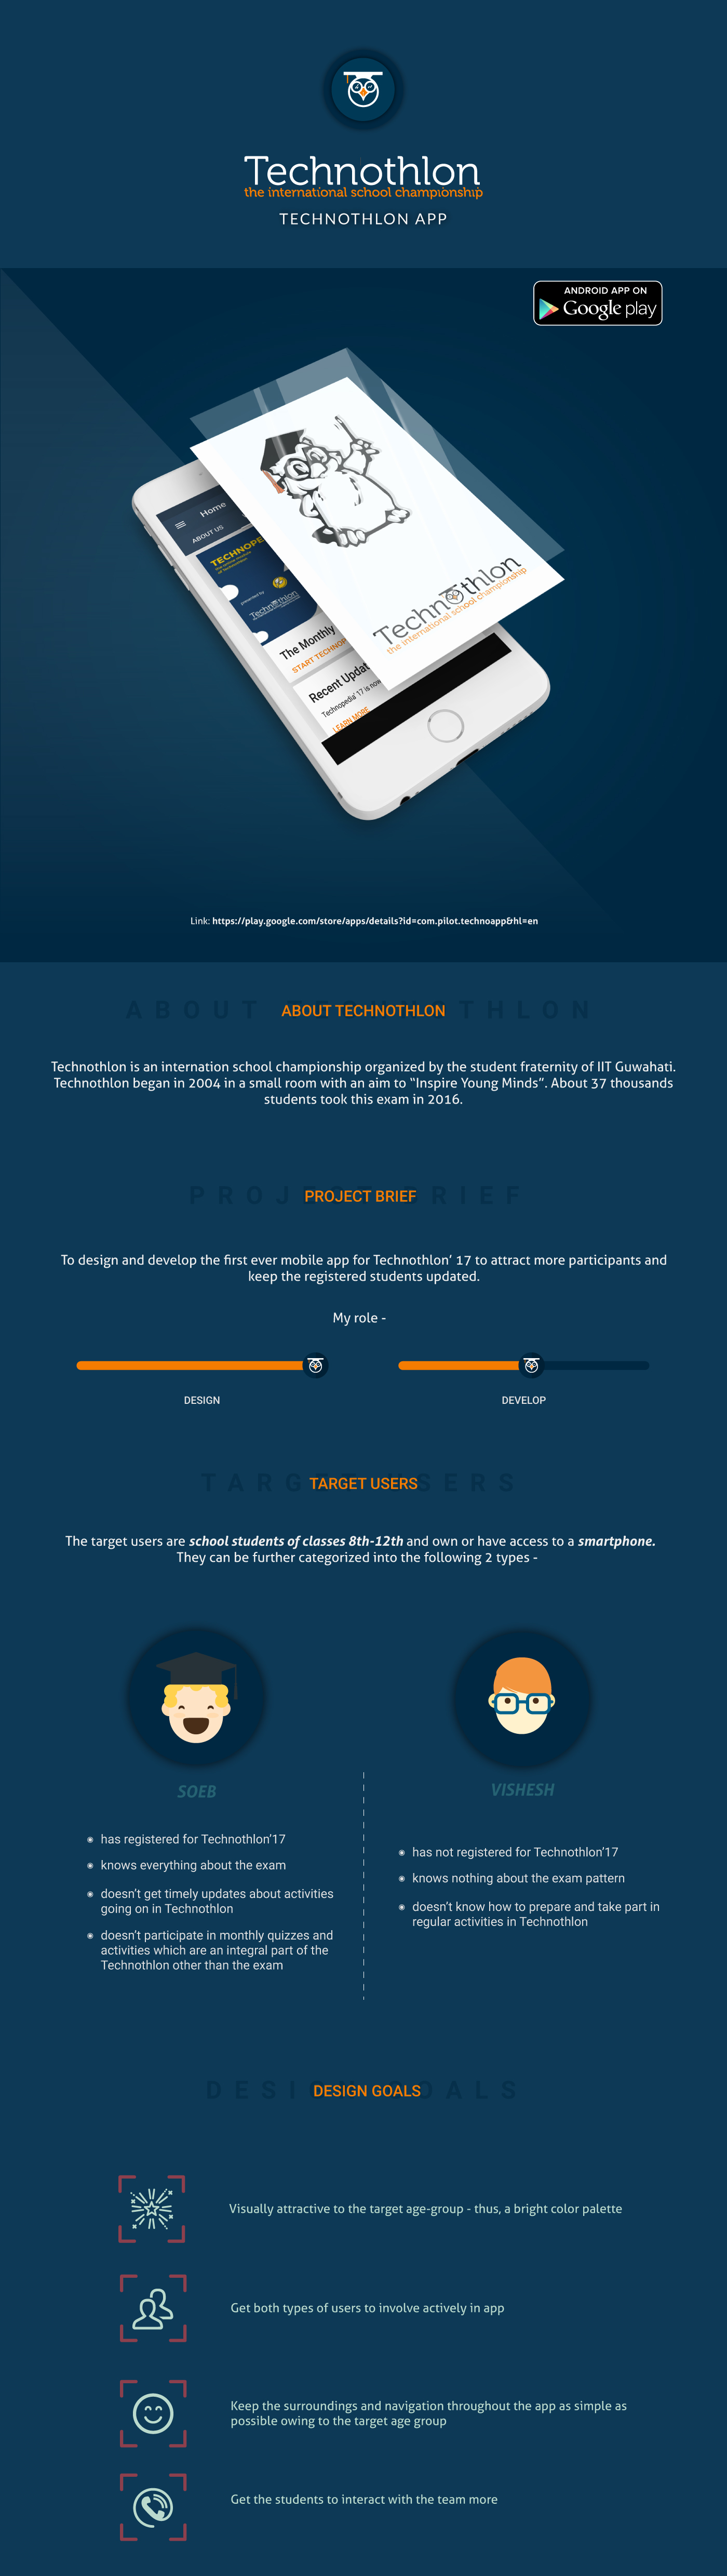 Technothlon
the international school championship
TECHNOTHLON APP
ANDROID APP ON
Google play
Home
ABOUT US
TECHNOPE
presented by
Technothlon
The Monthly
START TECHNOP
Recent Updat
Technopedia' 17 is now
LEARN MORE
Technothlon
the international school championship
Link: https://play.google.com/store/apps/details?id=com.pilot.technoapp&hl=en
ABOUT TECHNOTHLON
Technothlon is an internation school championship organized by the student fraternity of IIT Guwahati.
Technothlon began in 2004 in a small room with an aim to “Inspire Young Minds”. About 37 thousands
students took this exam in 2016.
PROJECT BRIEF
To design and develop the first ever mobile app for Technothlon’ 17 to attract more participants and
keep the registered students updated.
My role -
DESIGN
DEVELOP
TARGET USERS
The target users are school students of classes 8th-12th and own or have access to a smartphone.
They can be further categorized into the following 2 types -
SOEB
has registered for Technothlon’17
knows everything about the exam
doesn’t get timely updates about activities
going on in Technothlon
doesn’t participate in monthly quizzes and
activities which are an integral part of the
Technothlon other than the exam
VISHESH
has not registered for Technothlon’17
knows nothing about the exam pattern
doesn’t know how to prepare and take part in
regular activities in Technothlon
DESIGN GOALS
Visually attractive to the target age-group - thus, a bright color palette
Get both types of users to involve actively in app
Keep the surroundings and navigation throughout the app as simple as
possible owing to the target age group
Get the students to interact with the team more